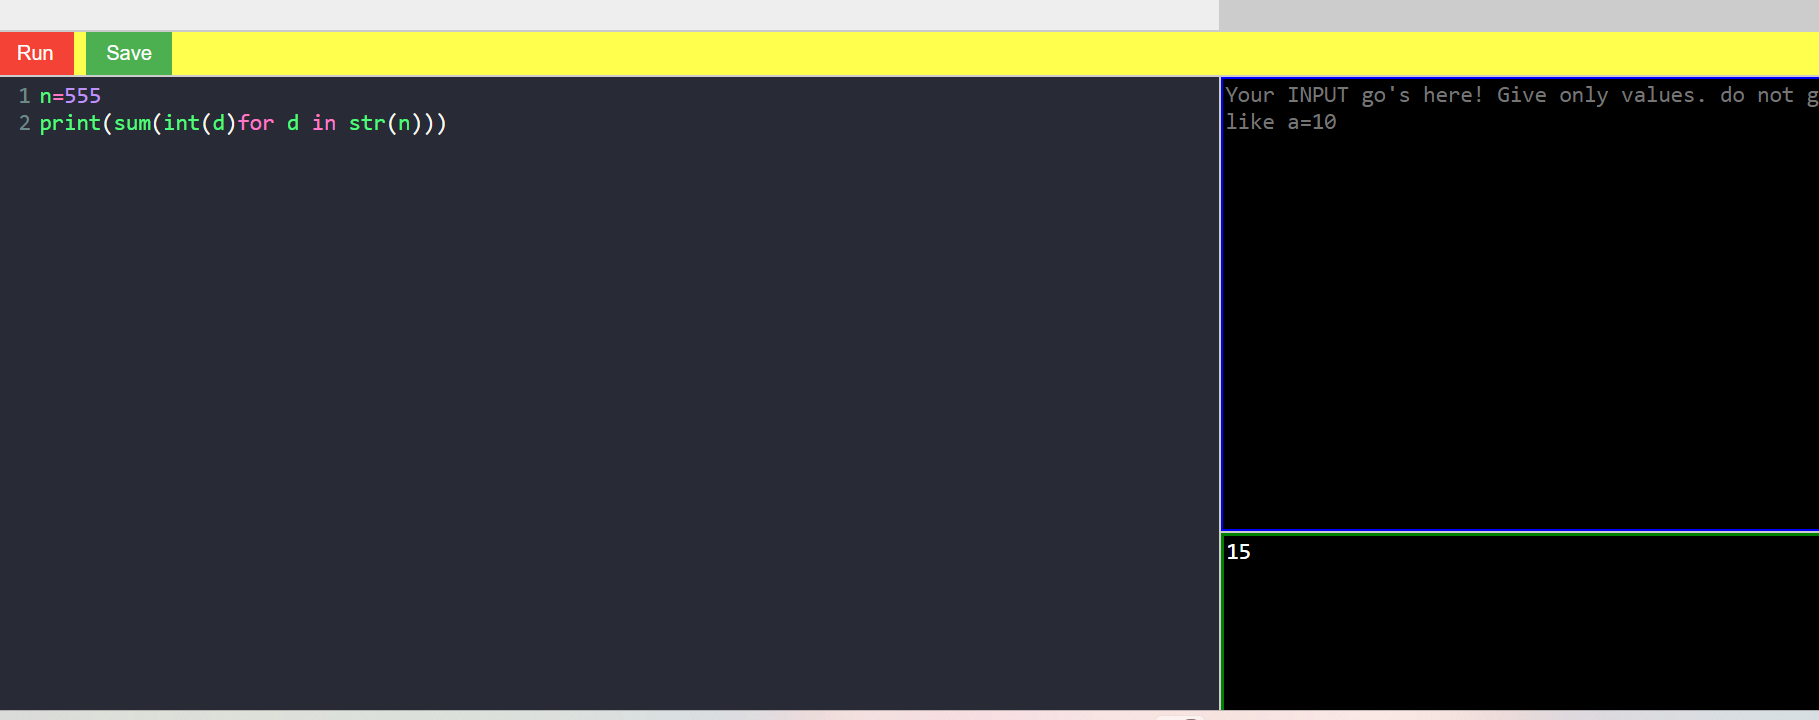 Run Save
1 n=555
2 print(sum(int(d)for d in str(n)))
Your INPUT go's here! Give only values. do not
like a=10
15